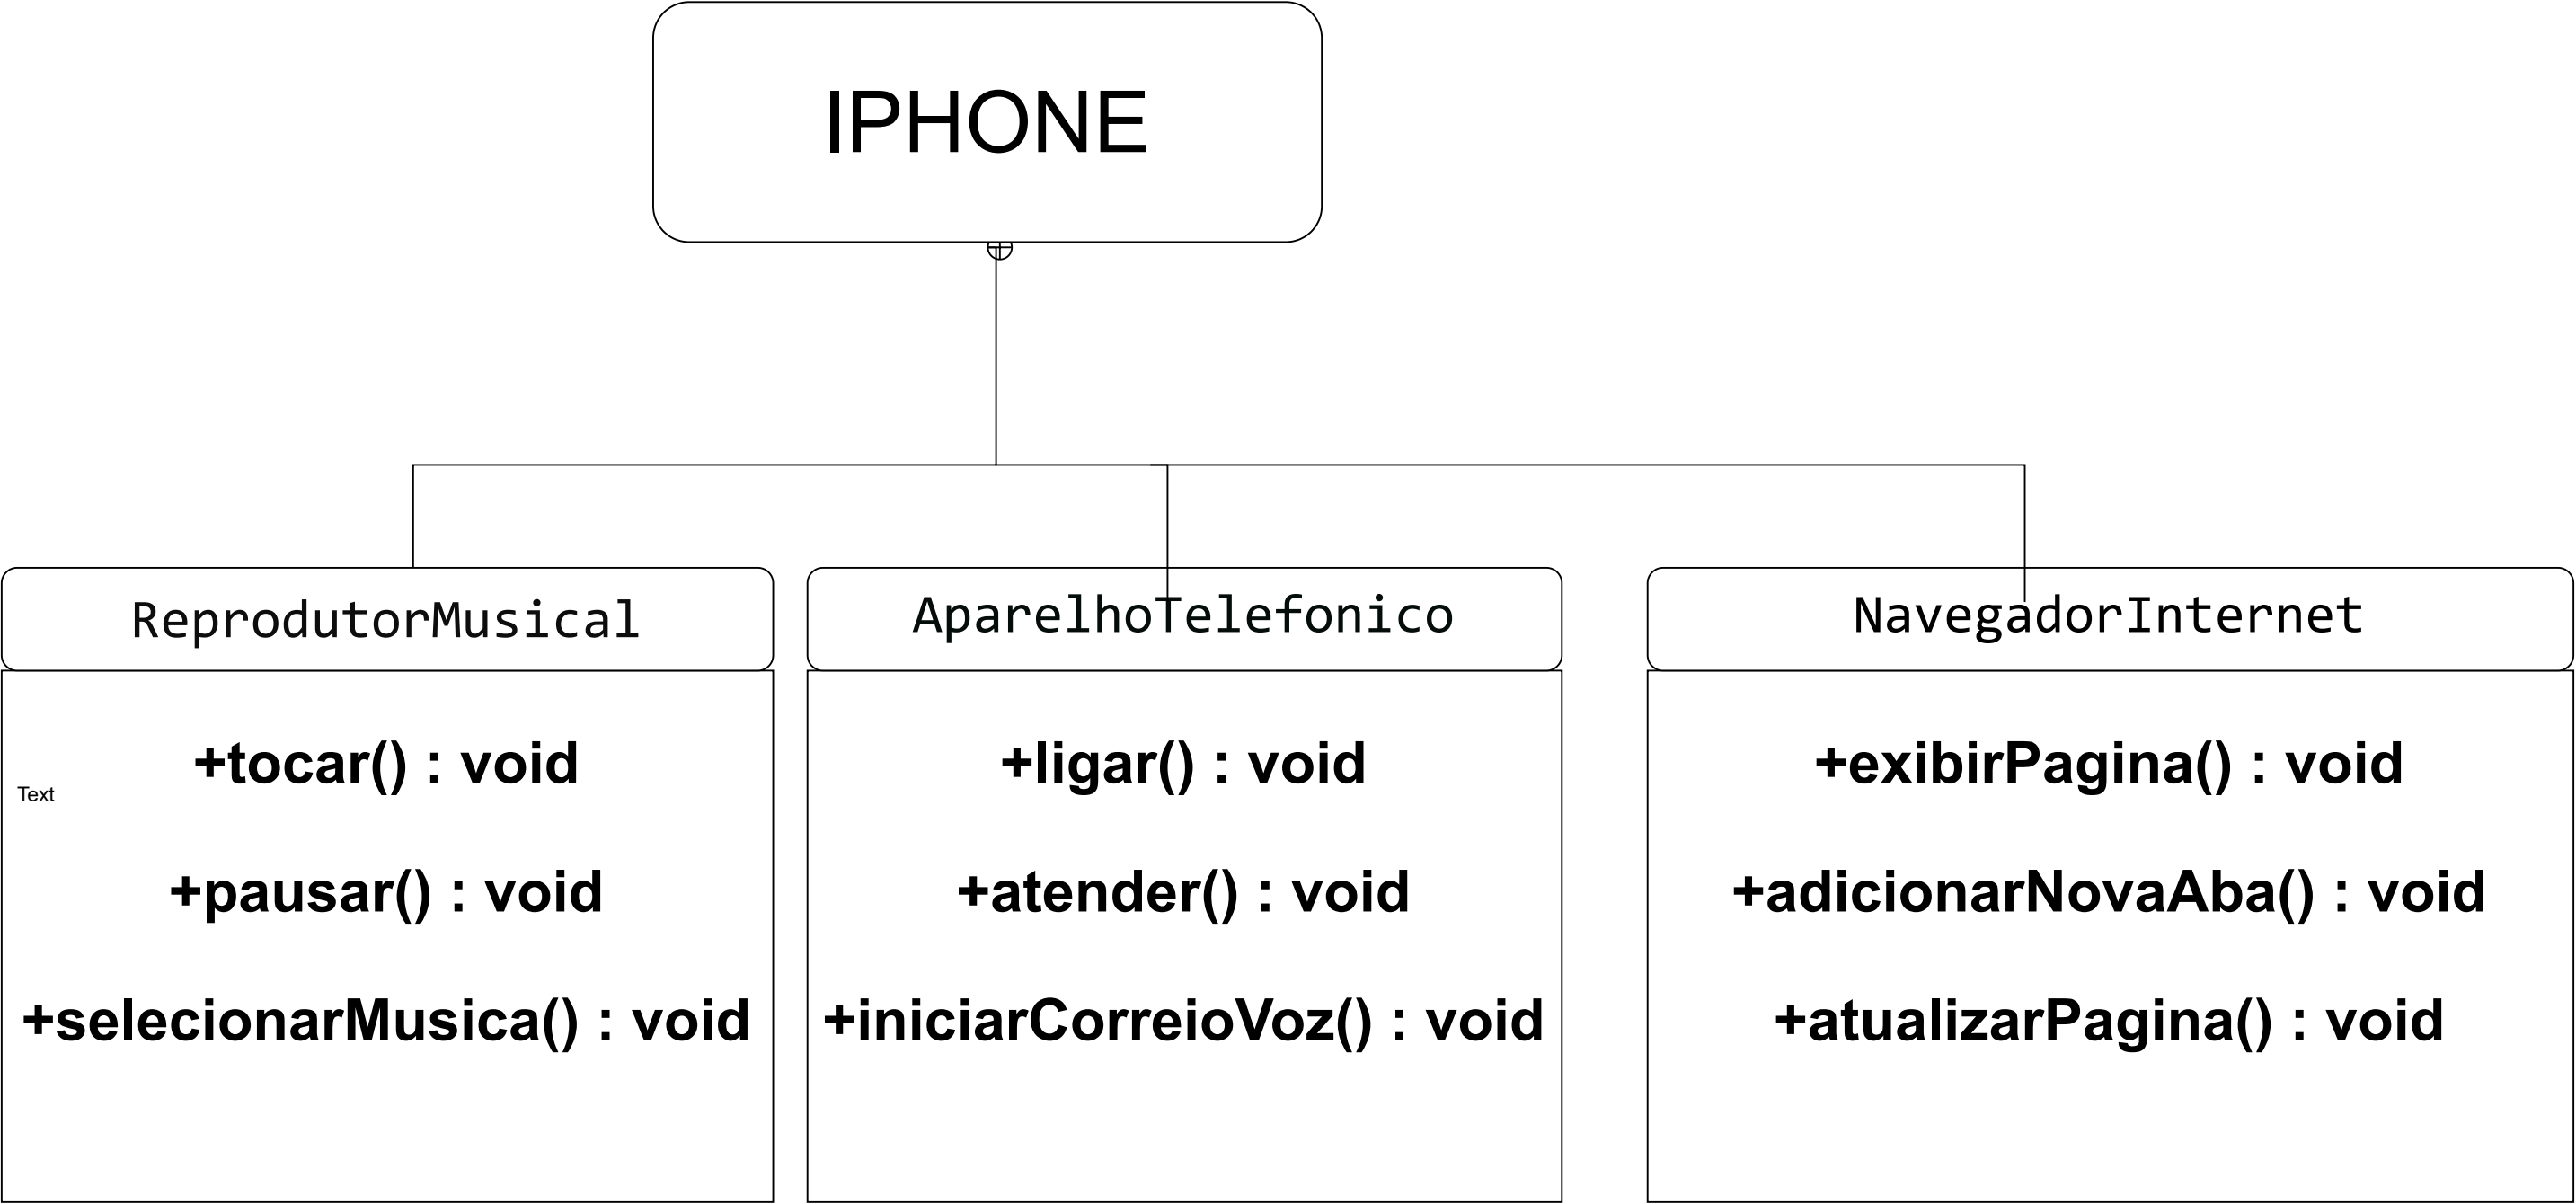 IPHONE
ReprodutorMusical
+tocar() : void
Text
+pausar() : void
+selecionarMusica() : void
AparelhoTelefonico
+ligar() : void
+atender() : void
+iniciarCorreioVoz() : void
NavegadorInternet
+exibirPagina() : void
+adicionarNovaAba() : void
+atualizarPagina() : void